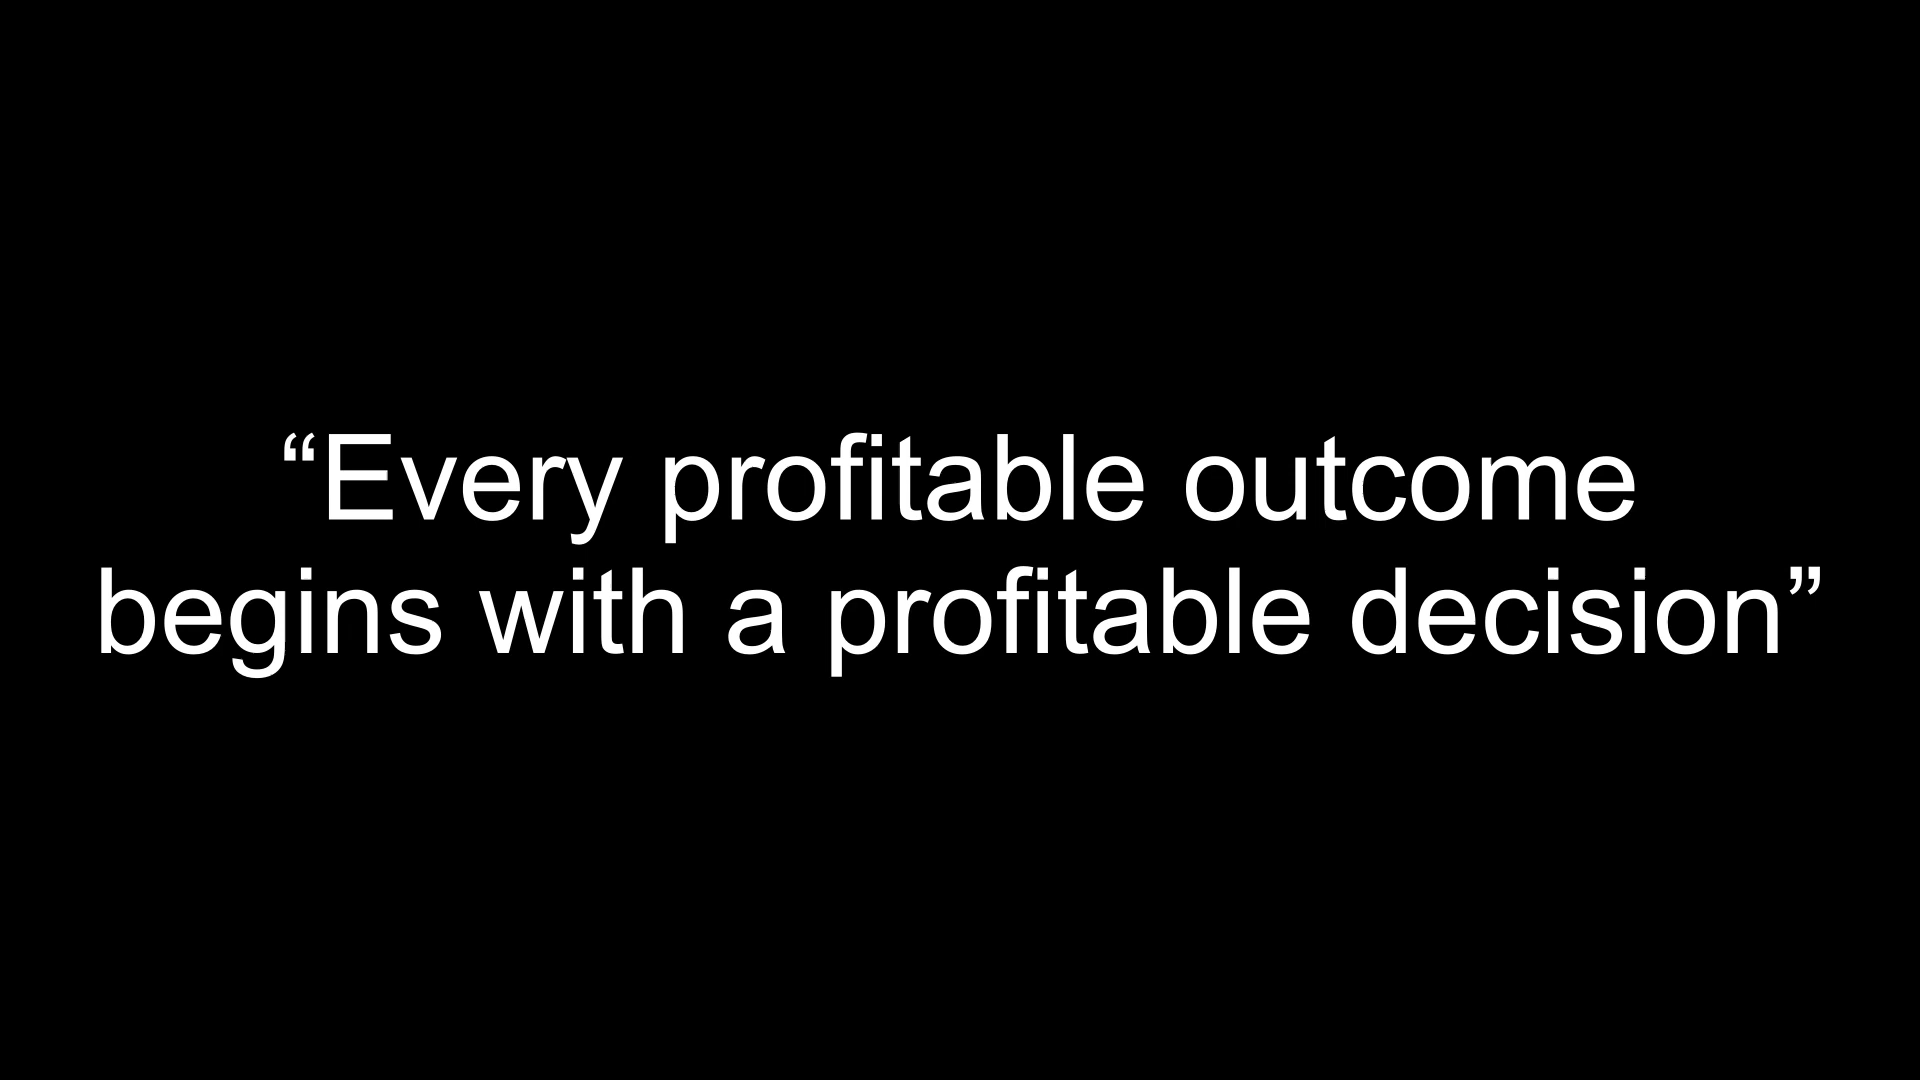 “Every profitable outcome
begins with a profitable decision”